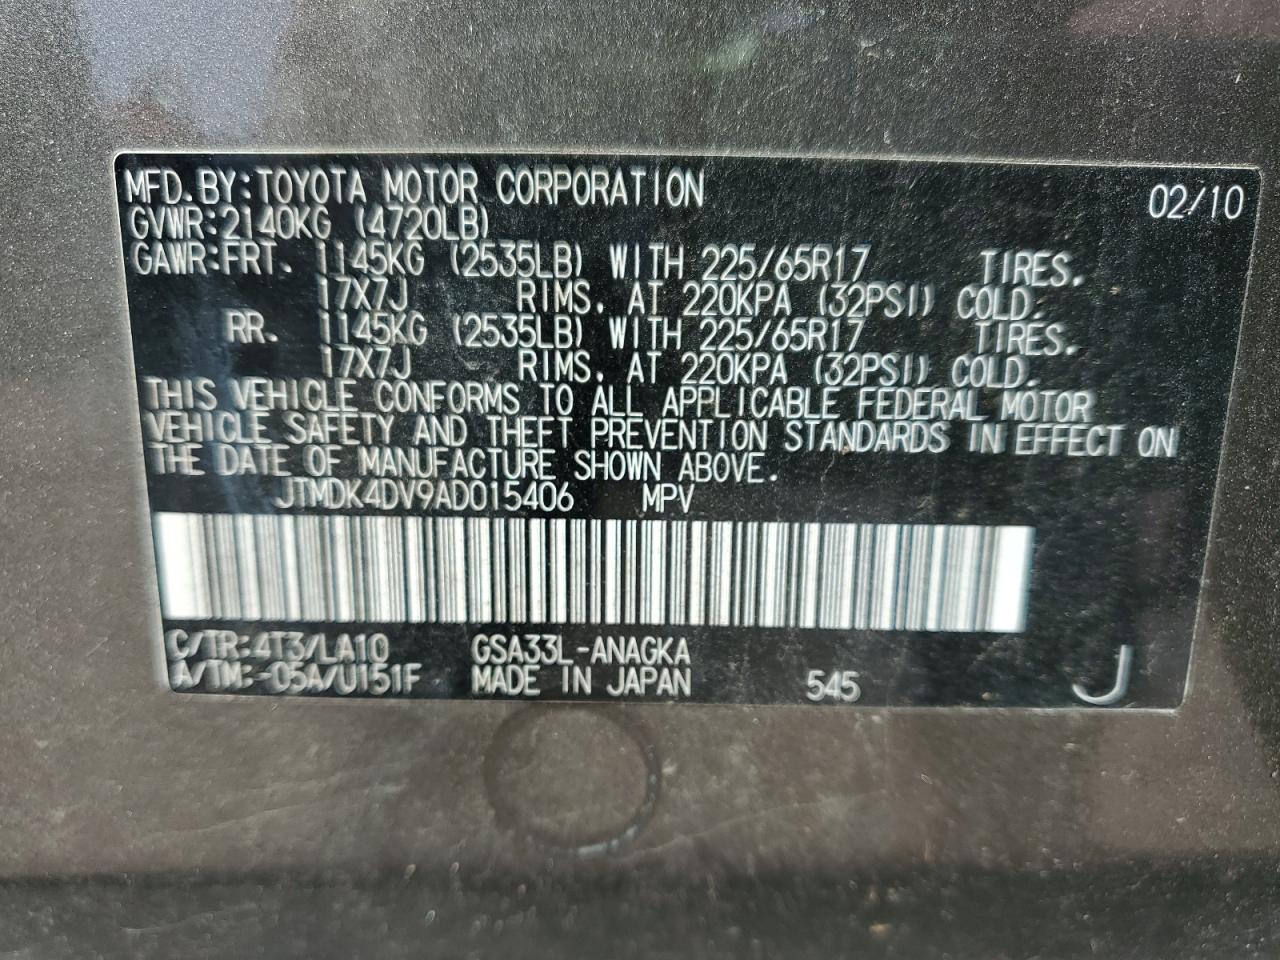 MFD.BY:TOYOTA MOTOR CORPORATION 02/10
GVWR:2140KG (4720LB)
GAWR:FRT. 1145KG (2535LB) WITH 225/65R17 TIRES.
17X7J RIMS, AT 220KPA (32PSI) COLD.
RR. 1145KG (2535LB) WITH 225/65R17 TIRES.
17X7J RIMS, AT 220KPA (32PSI) COLD.
THIS VEHICLE CONFORMS TO ALL APPLICABLE FEDERAL MOTOR
VEHICLE SAFETY AND THEFT PREVENTION STANDARDS IN EFFECT ON
THE DATE OF MANUFACTURE SHOWN ABOVE.
JTMDK4DV9AD015406 MPV
C/TR:4T3/LA10 GSA33L-ANAGKA
A/TM:-05A/U151F MADE IN JAPAN 545 J